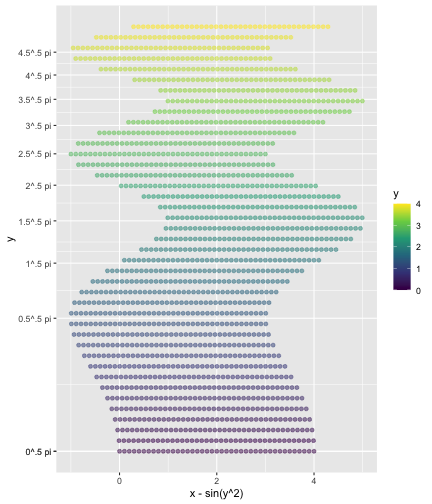 4.5^.5 pi
4^.5 pi
3.5^.5 pi
3^.5 pi
2.5^.5 pi
2^.5 pi
1.5^.5 pi
1^.5 pi
0.5^.5 pi
0^.5 pi
y
0
2
4
x - sin(y^2)
y
4
3
2
1
0